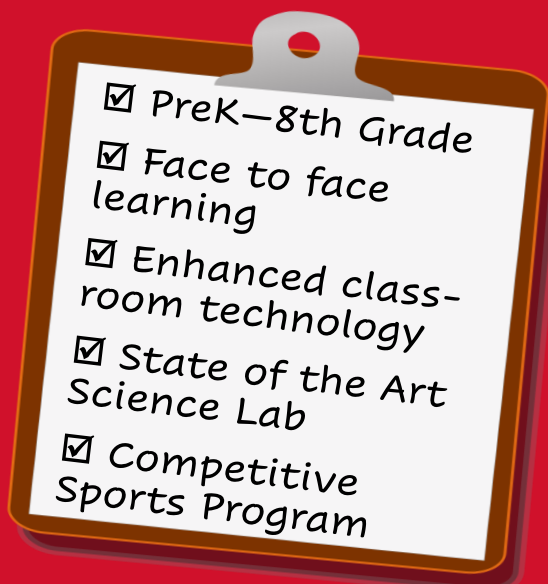 ☑ PreK—8th Grade
☑ Face to face
learning
☑ Enhanced class-
room technology
☑ State of the Art
Science Lab
☑ Competitive
Sports Program